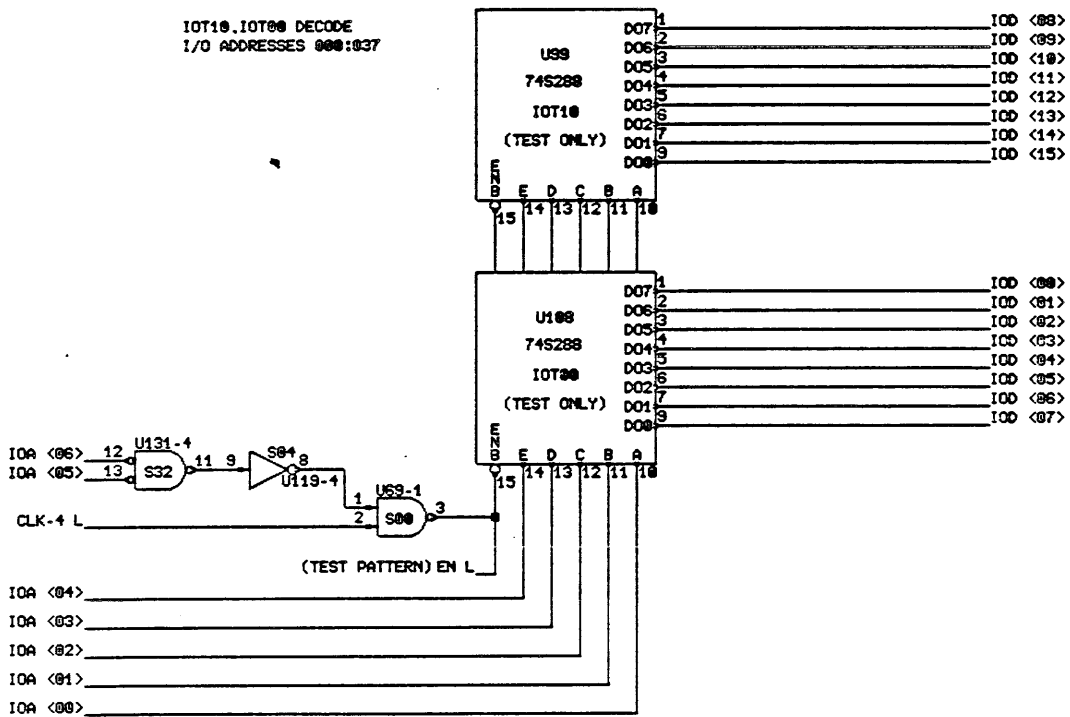 IOT10,IOT00 DECODE
I/O ADDRESSES 000:037
U99
74S288
IOT10
(TEST ONLY)
DO7 1 IOD <08>
DO6 2 IOD <09>
DO5 3 IOD <10>
DO4 4 IOD <11>
DO3 5 IOD <12>
DO2 6 IOD <13>
DO1 7 IOD <14>
DO0 9 IOD <15>
ENB E D C B A
15 14 13 12 11 10
U108
74S288
IOT00
(TEST ONLY)
DO7 1 IOD <00>
DO6 2 IOD <01>
DO5 3 IOD <02>
DO4 4 IOD <03>
DO3 5 IOD <04>
DO2 6 IOD <05>
DO1 7 IOD <06>
DO0 9 IOD <07>
ENB E D C B A
15 14 13 12 11 10
U131-4
IOA <06> 12
IOA <05> 13
S32 11
9 S04 8
U119-4
U69-1
1
CLK-4 L 2
S00 3
(TEST PATTERN) EN L
IOA <04>
IOA <03>
IOA <02>
IOA <01>
IOA <00>